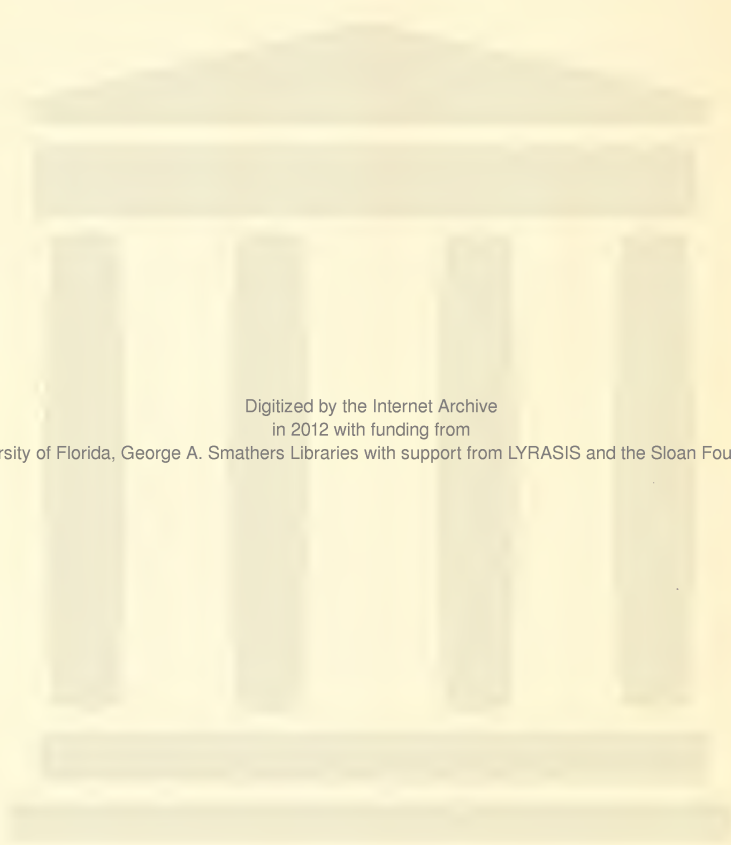 Digitized by the Internet Archive
in 2012 with funding from
rsity of Florida, George A. Smathers Libraries with support from LYRASIS and the Sloan Fou